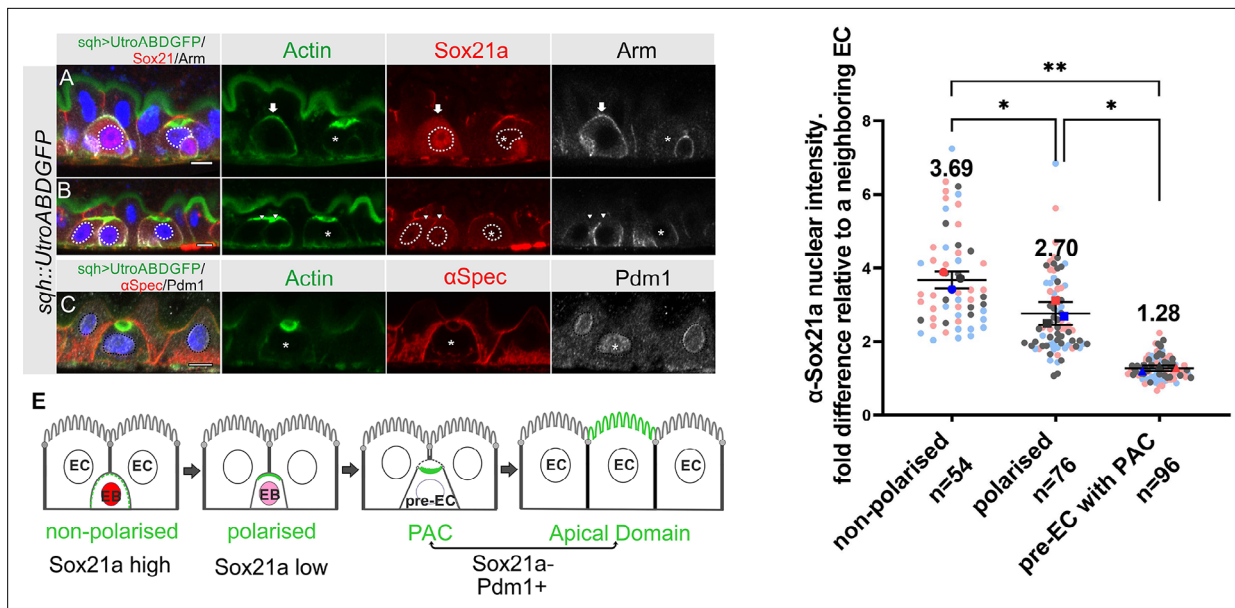 sqh>UtroABDGFP/
Sox21/Arm
Actin
Sox21a
Arm
sqh::UtroABDGFP
A
*
*
*
B
*
*
*
sqh>UtroABDGFP/
αSpec/Pdm1
Actin
αSpec
Pdm1
C
*
*
*
E
EC
EC
EB
EB
pre-EC
EC
EC
EC
non-polarised
polarised
PAC
Apical Domain
Sox21a high
Sox21a low
Sox21a-
Pdm1+
α-Sox21a nuclear intensity.
fold difference relative to a neighboring EC
**
*
*
8
6
4
2
0
3.69
2.70
1.28
non-polarised
n=54
polarised
n=76
pre-EC with PAC
n=96